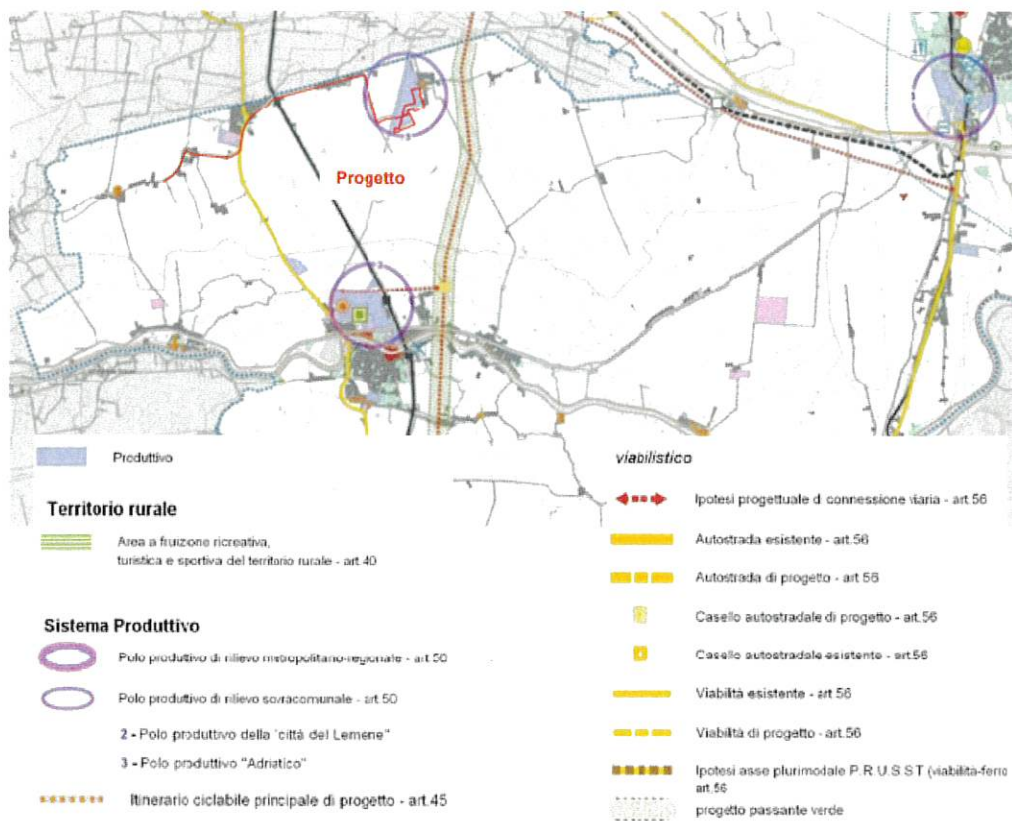 Progetto
3
3
2
Produttivo
Territorio rurale
Area a fruizione ricreativa,
turistica e sportiva del territorio rurale - art.40
Sistema Produttivo
Polo produttivo di rilievo metropolitano-regionale - art.50
Polo produttivo di rilievo sovracomunale - art.50
2 - Polo produttivo della "città del Lemene"
3 - Polo produttivo "Adriatico"
Itinerario ciclabile principale di progetto - art.45
viabilistico
Ipotesi progettuale di connessione viaria - art.56
Autostrada esistente - art.56
Autostrada di progetto - art.56
Casello autostradale di progetto - art.56
Casello autostradale esistente - art.56
Viabilità esistente - art.56
Viabilità di progetto - art.56
Ipotesi asse plurimodale P.R.U.S.S.T (viabilità-ferro
art.56
progetto passante verde